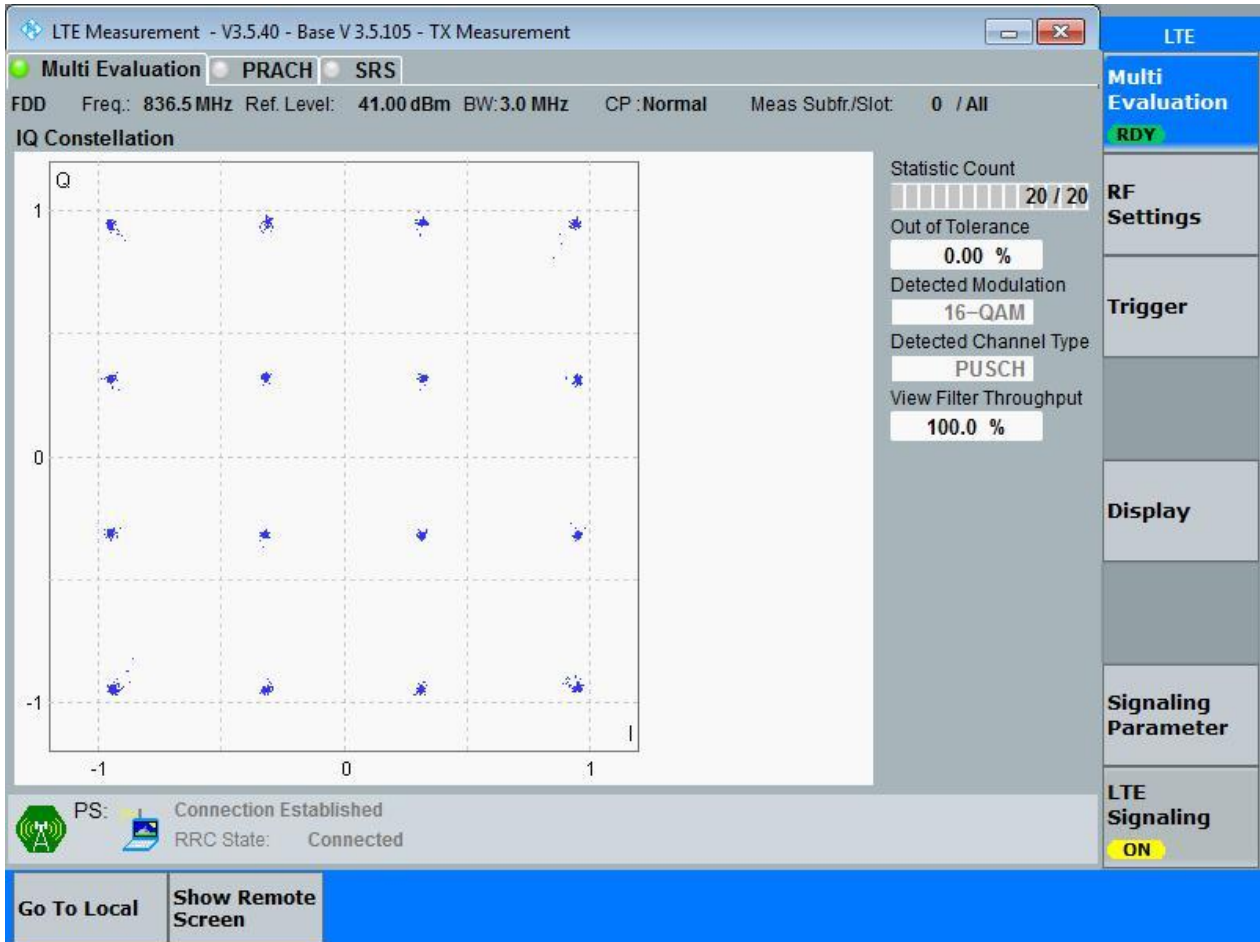 LTE Measurement - V3.5.40 - Base V 3.5.105 - TX Measurement
LTE
Multi Evaluation PRACH SRS
Multi
Evaluation
RDY
FDD Freq.: 836.5 MHz Ref. Level: 41.00 dBm BW: 3.0 MHz CP : Normal Meas Subfr./Slot: 0 / All
IQ Constellation
Q
1
0
-1
I
-1 0 1
Statistic Count
20 / 20
Out of Tolerance
0.00 %
Detected Modulation
16-QAM
Detected Channel Type
PUSCH
View Filter Throughput
100.0 %
RF
Settings
Trigger
Display
Signaling
Parameter
LTE
Signaling
ON
PS: Connection Established
RRC State: Connected
Go To Local
Show Remote
Screen